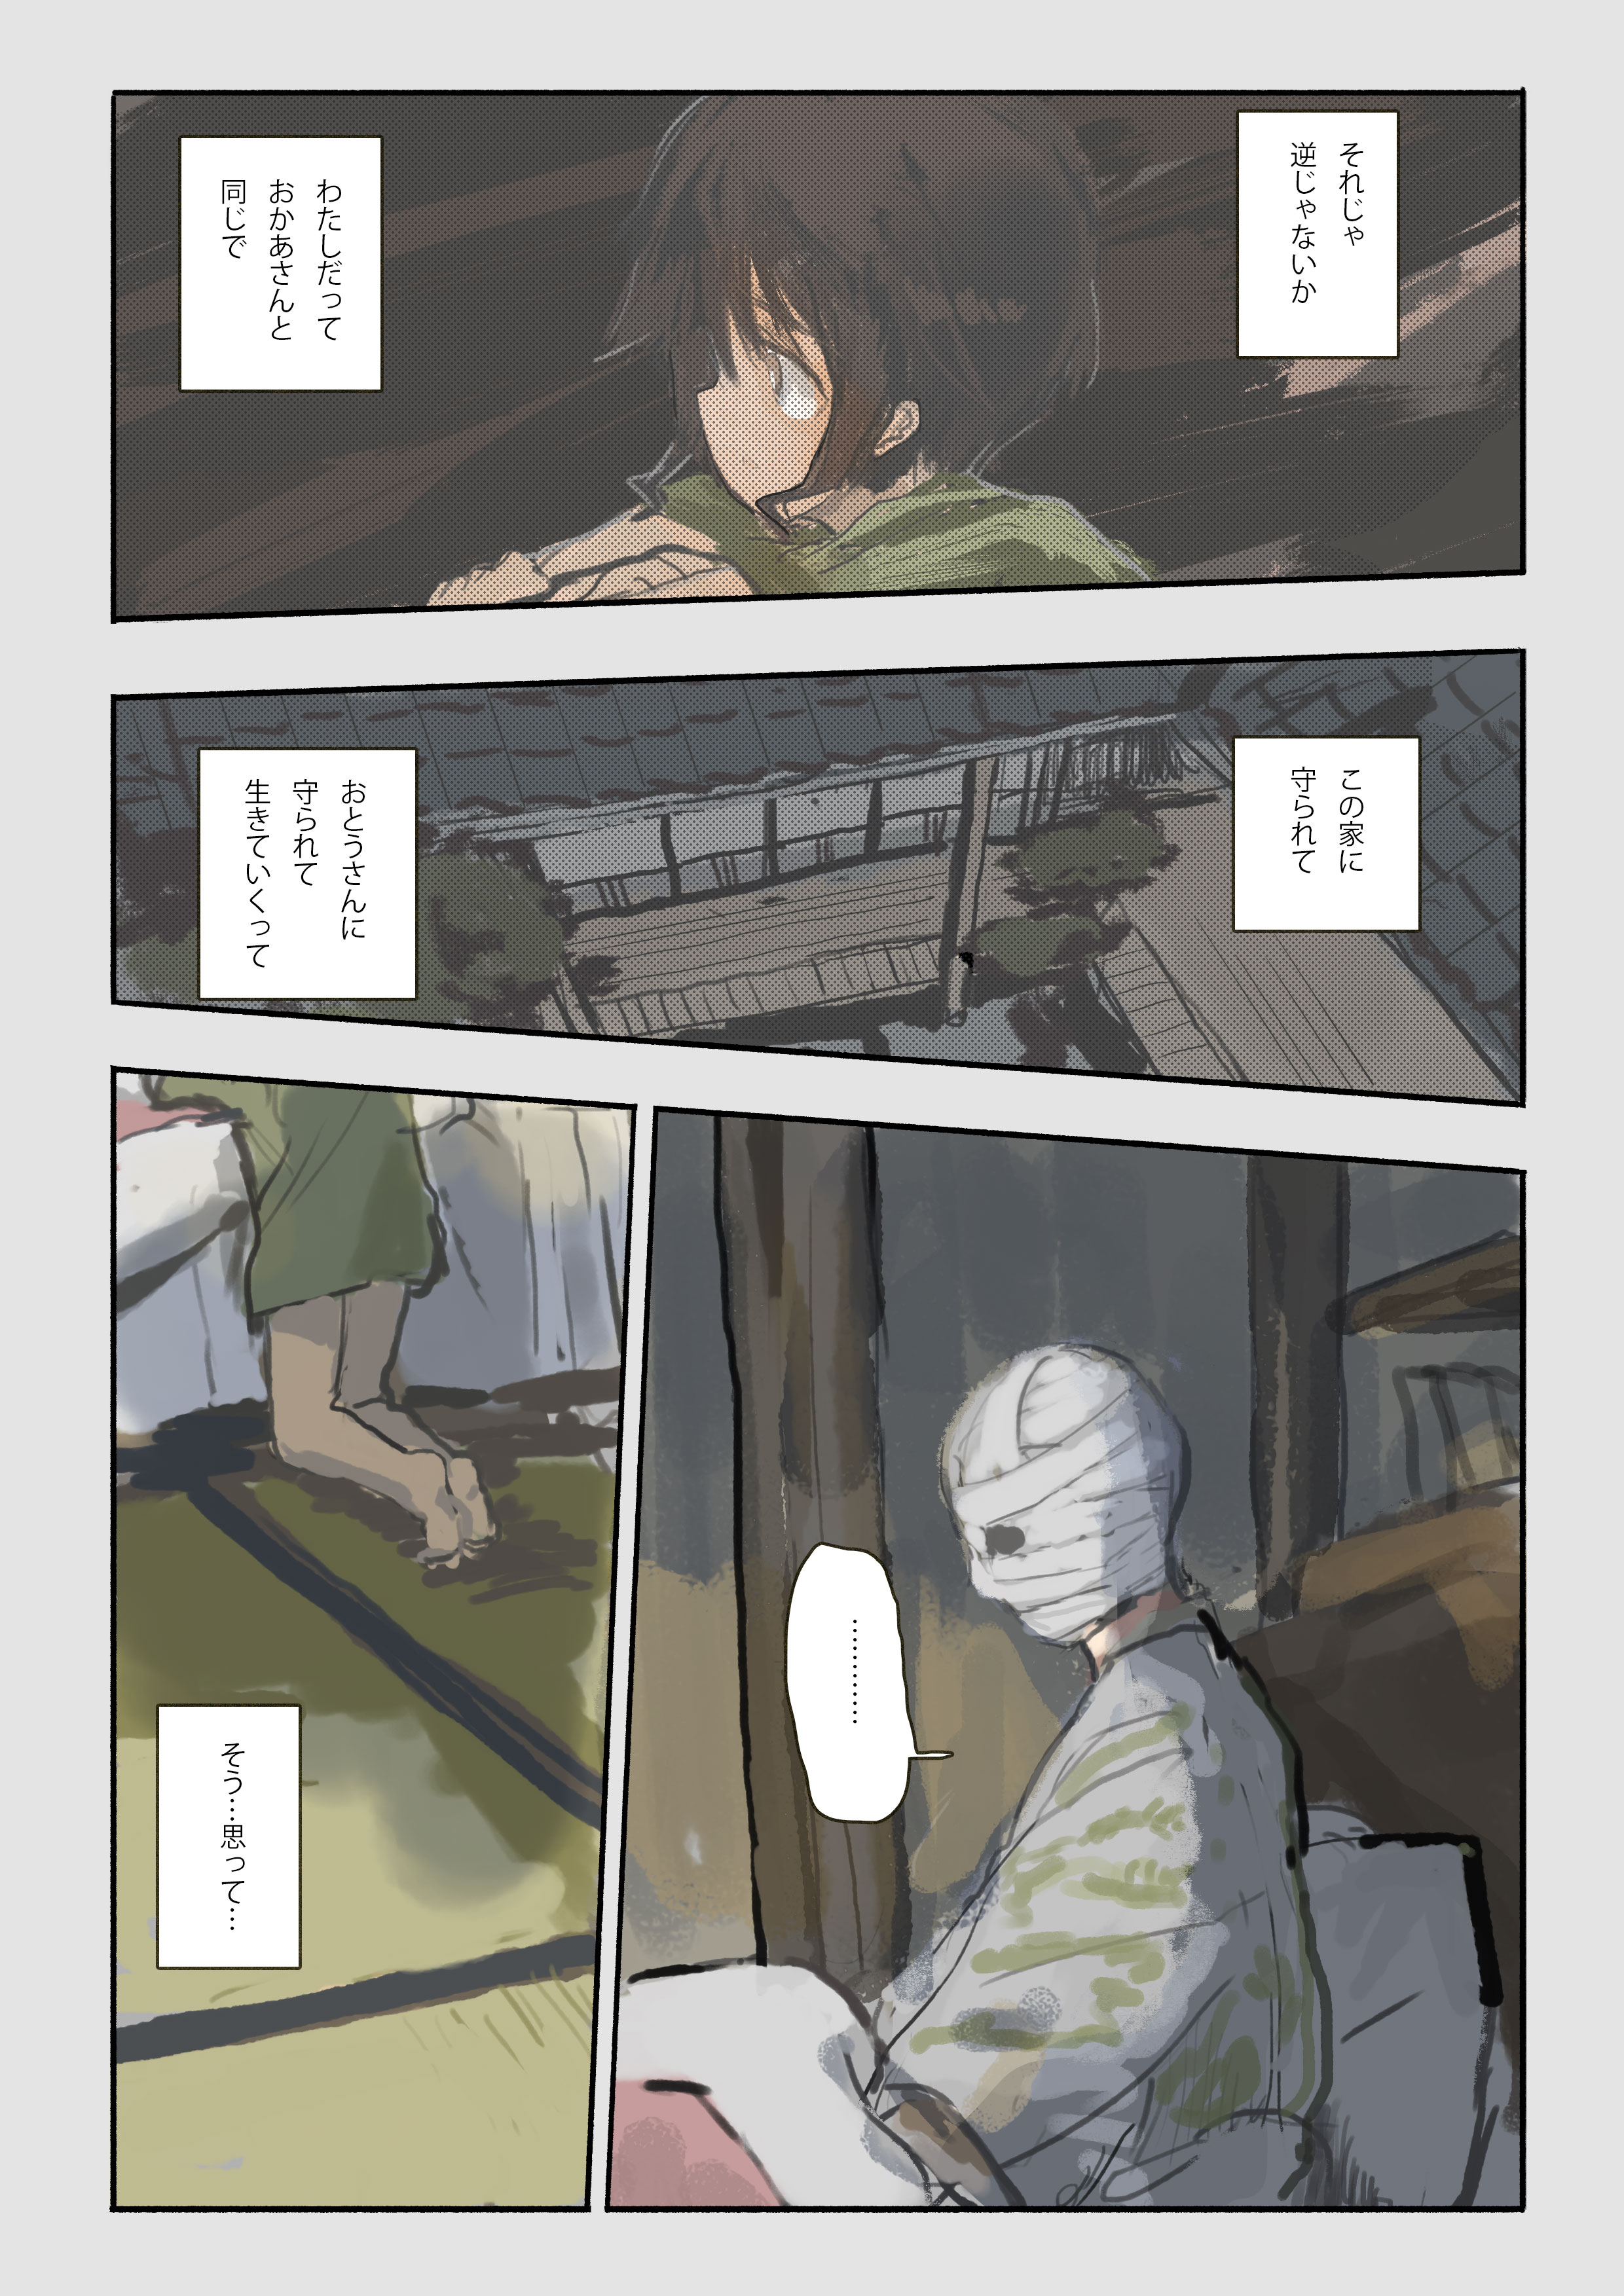 それじゃ
逆じゃないか
わたしだって
おかあさんと
同じで
この家に
守られて
おとうさんに
守られて
生きていくって
…………
そう…思って…